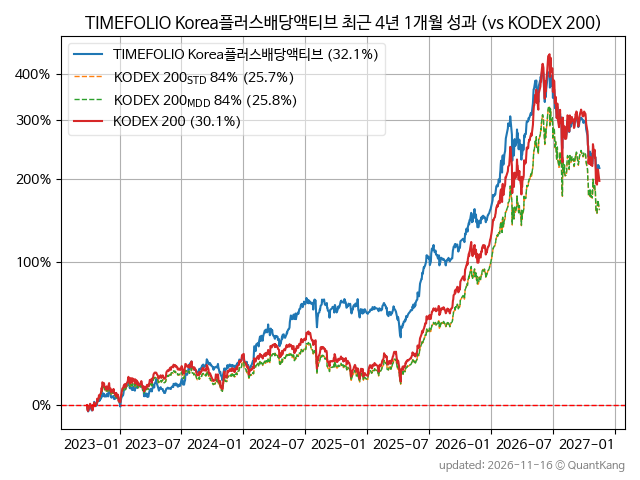 TIMEFOLIO Korea플러스배당액티브 최근 4년 1개월 성과 (vs KODEX 200)
TIMEFOLIO Korea플러스배당액티브 (32.1%)
KODEX 200STD 84% (25.7%)
KODEX 200MDD 84% (25.8%)
KODEX 200 (30.1%)
400%
300%
200%
100%
0%
2023-01 2023-07 2024-01 2024-07 2025-01 2025-07 2026-01 2026-07 2027-01
updated: 2026-11-16 © QuantKang